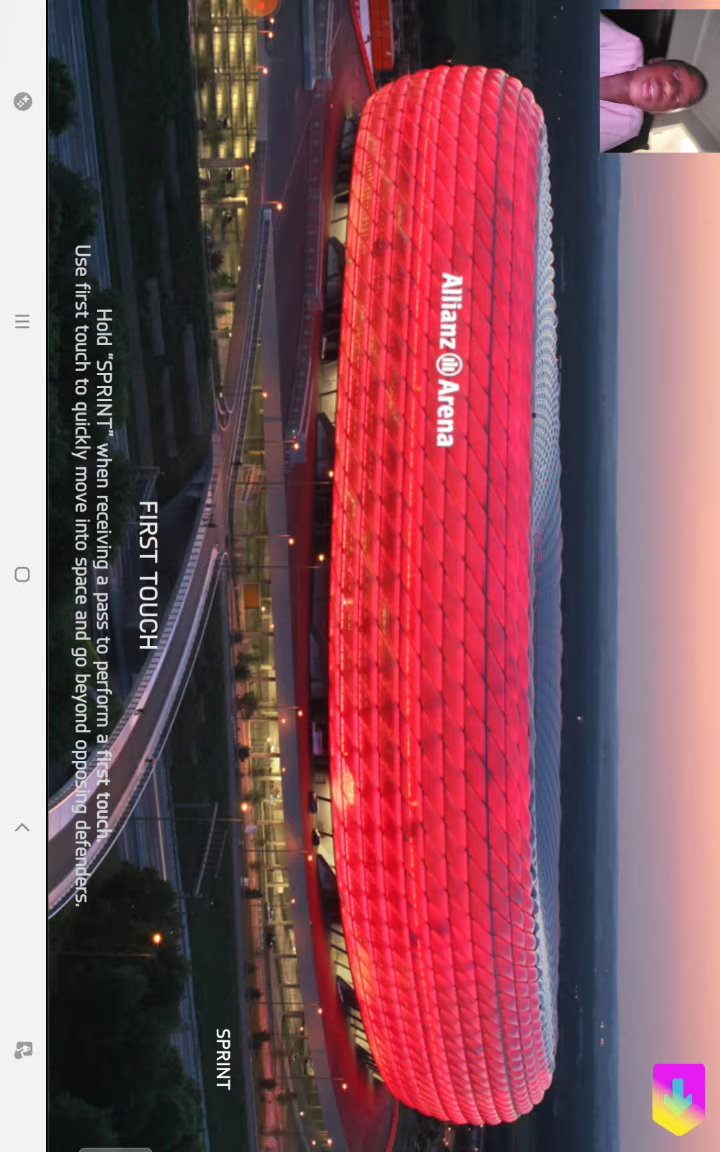 Allianz Arena
FIRST TOUCH
Hold "SPRINT" when receiving a pass to perform a first touch.
Use first touch to quickly move into space and go beyond opposing defenders.
SPRINT